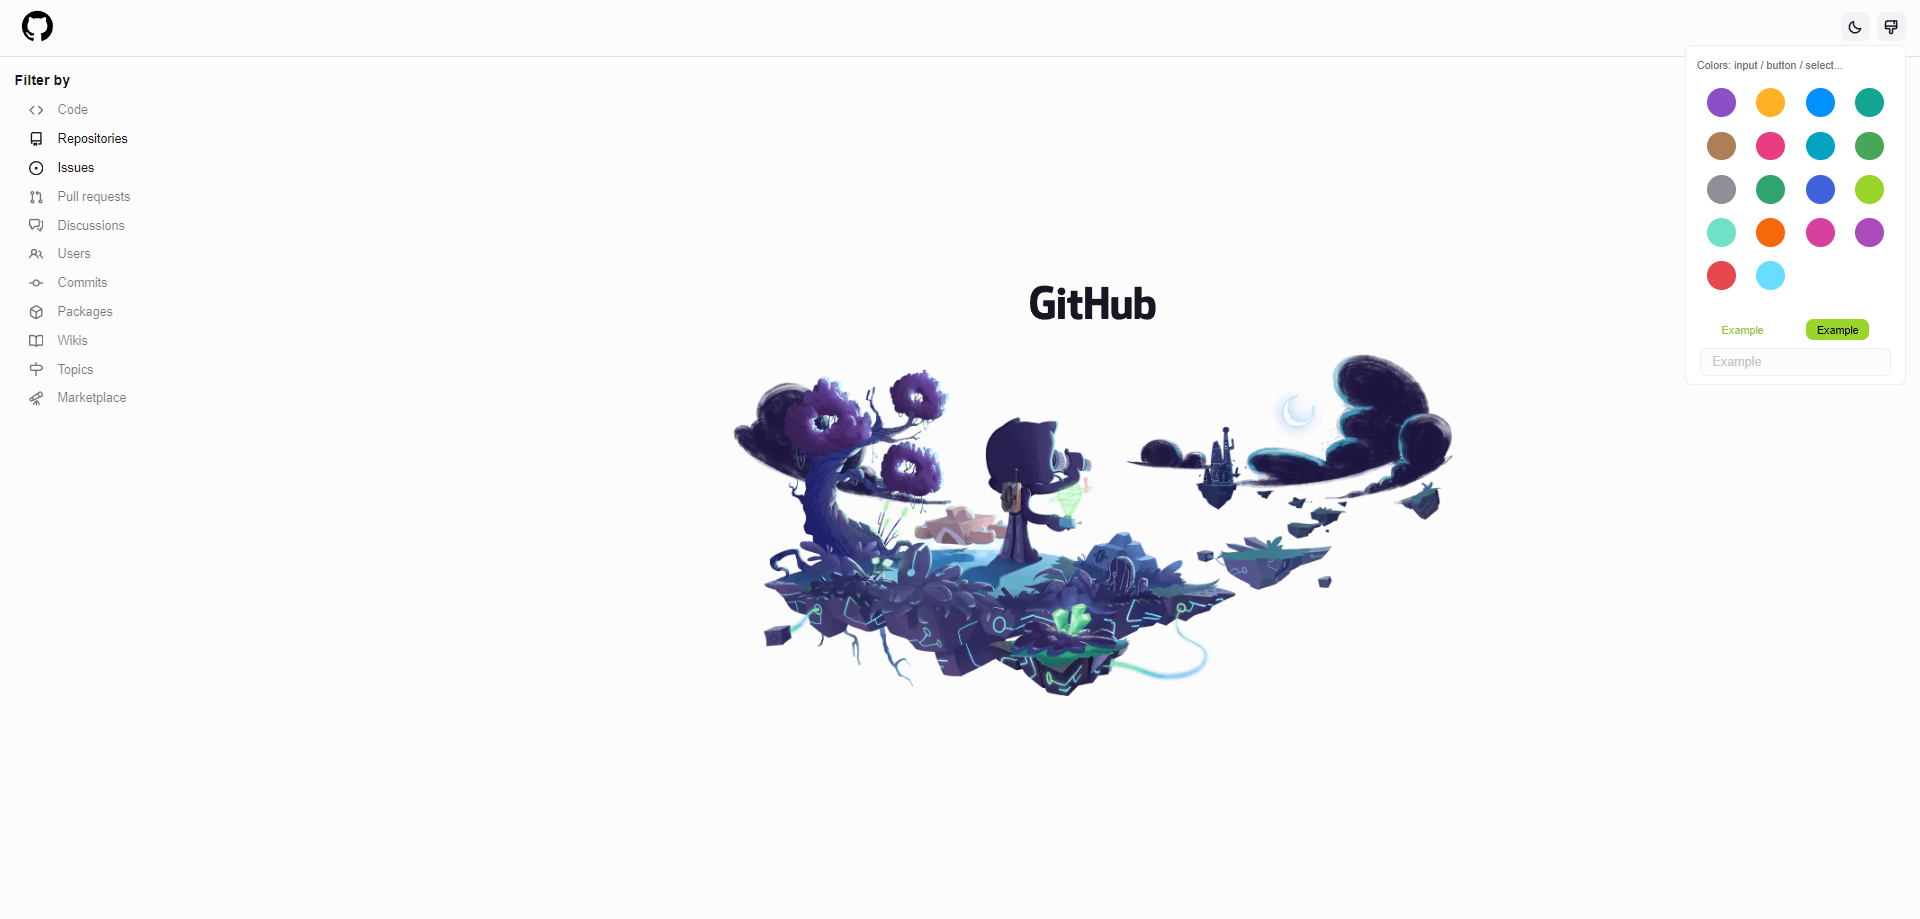 Filter by
Code
Repositories
Issues
Pull requests
Discussions
Users
Commits
Packages
Wikis
Topics
Marketplace
GitHub
Colors: input / button / select...
Example
Example
Example